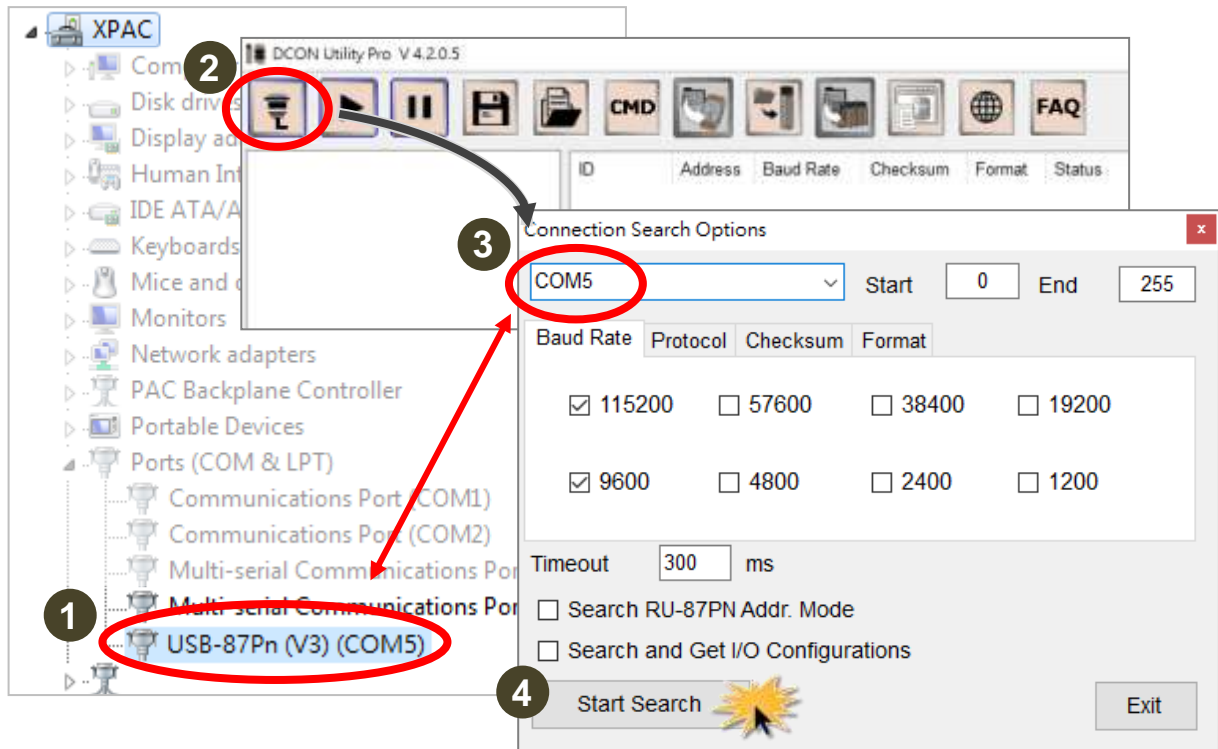 XPAC
Com
Disk drives
Display ad
Human Int
IDE ATA/A
Keyboards
Mice and
Monitors
Network adapters
PAC Backplane Controller
Portable Devices
Ports (COM & LPT)
Communications Port (COM1)
Communications Port (COM2)
Multi-serial Communications Por
Multi-serial Communications Por
1
USB-87Pn (V3) (COM5)
2
DCON Utility Pro V 4.2.0.5
CMD
FAQ
ID Address Baud Rate Checksum Format Status
3
Connection Search Options
x
COM5 Start 0 End 255
Baud Rate Protocol Checksum Format
115200 57600 38400 19200
9600 4800 2400 1200
Timeout 300 ms
Search RU-87PN Addr. Mode
Search and Get I/O Configurations
4
Start Search Exit